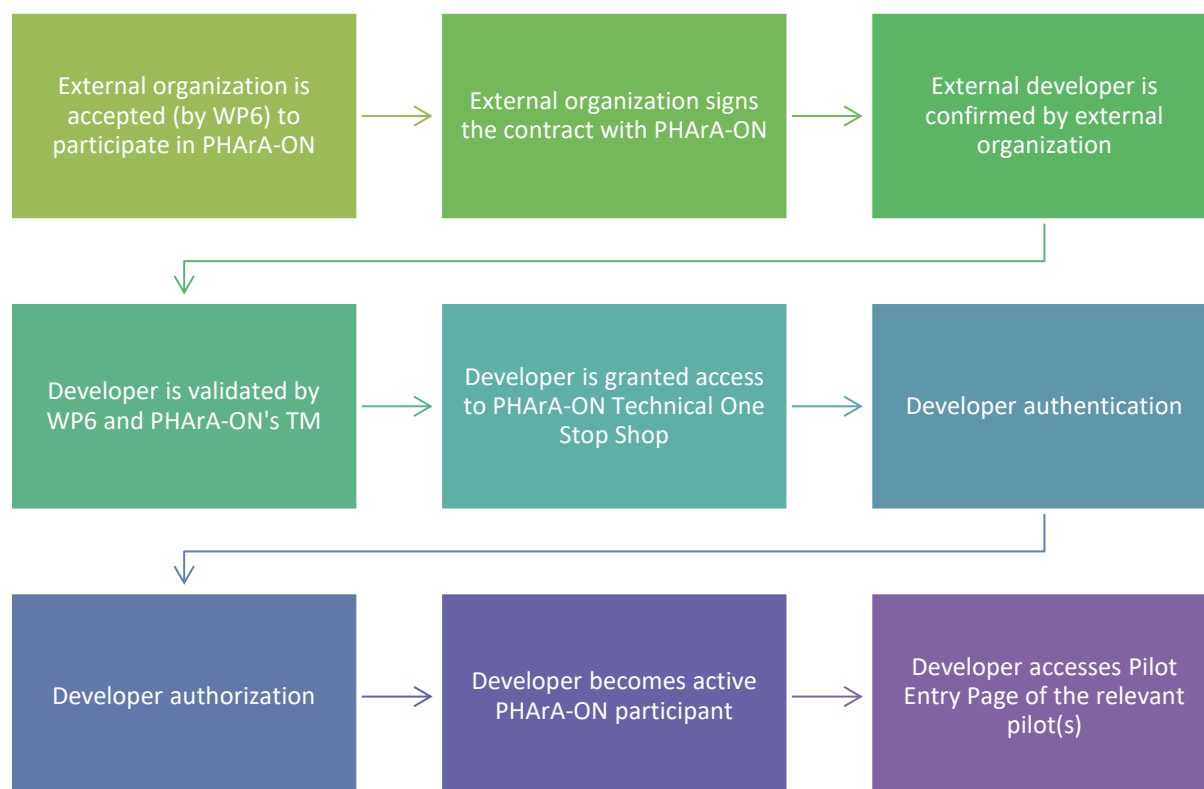 External organization is
accepted (by WP6) to
participate in PHArA-ON
External organization signs
the contract with PHArA-ON
External developer is
confirmed by external
organization
Developer is validated by
WP6 and PHArA-ON's TM
Developer is granted access
to PHArA-ON Technical One
Stop Shop
Developer authentication
Developer authorization
Developer becomes active
PHArA-ON participant
Developer accesses Pilot
Entry Page of the relevant
pilot(s)